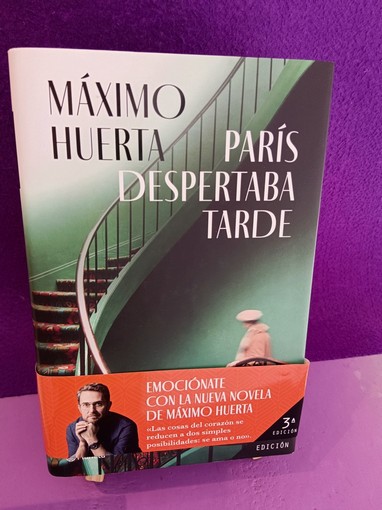 MÁXIMO
HUERTA
PARÍS
DESPERTABA
TARDE
EMOCIÓNATE
CON LA NUEVA NOVELA
DE MÁXIMO HUERTA
«Las cosas del corazón se
reducen a dos simples
posibilidades: se ama o no».
3ª
EDICIÓN
EDICIÓN